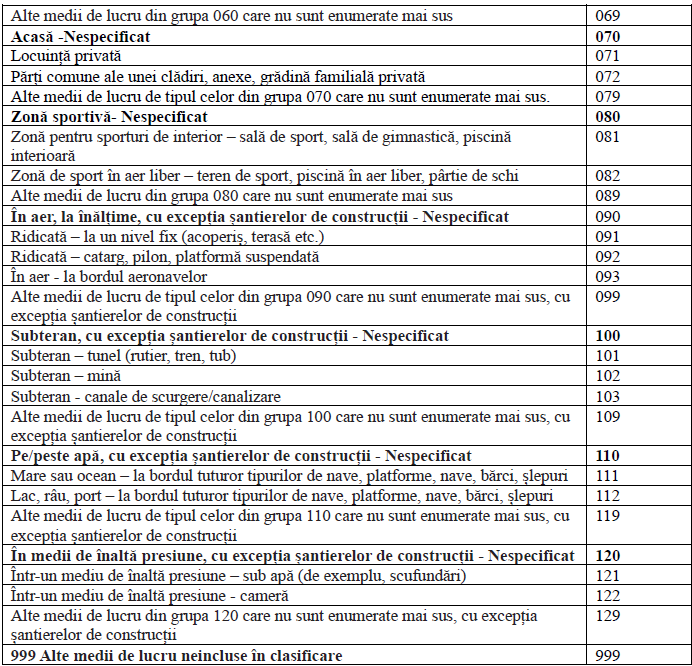 Alte medii de lucru din grupa 060 care nu sunt enumerate mai sus 069
Acasă -Nespecificat 070
Locuință privată 071
Părți comune ale unei clădiri, anexe, grădină familială privată 072
Alte medii de lucru de tipul celor din grupa 070 care nu sunt enumerate mai sus. 079
Zonă sportivă- Nespecificat 080
Zonă pentru sporturi de interior – sală de sport, sală de gimnastică, piscină 081
interioară
Zonă de sport în aer liber – teren de sport, piscină în aer liber, pârtie de schi 082
Alte medii de lucru din grupa 080 care nu sunt enumerate mai sus 089
În aer, la înălțime, cu excepția șantierelor de construcții - Nespecificat 090
Ridicată – la un nivel fix (acoperiș, terasă etc.) 091
Ridicată – catarg, pilon, platformă suspendată 092
În aer - la bordul aeronavelor 093
Alte medii de lucru de tipul celor din grupa 090 care nu sunt enumerate mai sus, cu 099
excepția șantierelor de construcții
Subteran, cu excepția șantierelor de construcții - Nespecificat 100
Subteran – tunel (rutier, tren, tub) 101
Subteran – mină 102
Subteran - canale de scurgere/canalizare 103
Alte medii de lucru de tipul celor din grupa 100 care nu sunt enumerate mai sus, cu 109
excepția șantierelor de construcții
Pe/peste apă, cu excepția șantierelor de construcții - Nespecificat 110
Mare sau ocean – la bordul tuturor tipurilor de nave, platforme, nave, bărci, șlepuri 111
Lac, râu, port – la bordul tuturor tipurilor de nave, platforme, nave, bărci, șlepuri 112
Alte medii de lucru de tipul celor din grupa 110 care nu sunt enumerate mai sus, cu 119
excepția șantierelor de construcții
În medii de înaltă presiune, cu excepția șantierelor de construcții - Nespecificat 120
Într-un mediu de înaltă presiune – sub apă (de exemplu, scufundări) 121
Într-un mediu de înaltă presiune - cameră 122
Alte medii de lucru din grupa 120 care nu sunt enumerate mai sus, cu excepția 129
șantierelor de construcții
999 Alte medii de lucru neincluse în clasificare 999